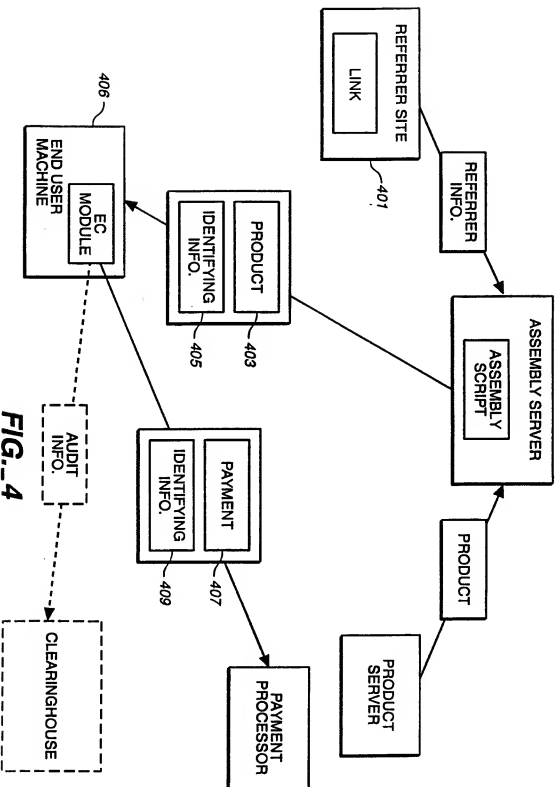 REFERRER SITE
LINK
401
REFERRER
INFO.
ASSEMBLY SERVER
ASSEMBLY
SCRIPT
PRODUCT
PRODUCT
SERVER
PRODUCT
403
IDENTIFYING
INFO.
405
406
EC
MODULE
END USER
MACHINE
PAYMENT
407
IDENTIFYING
INFO.
409
PAYMENT
PROCESSOR
AUDIT
INFO.
CLEARINGHOUSE
FIG._4